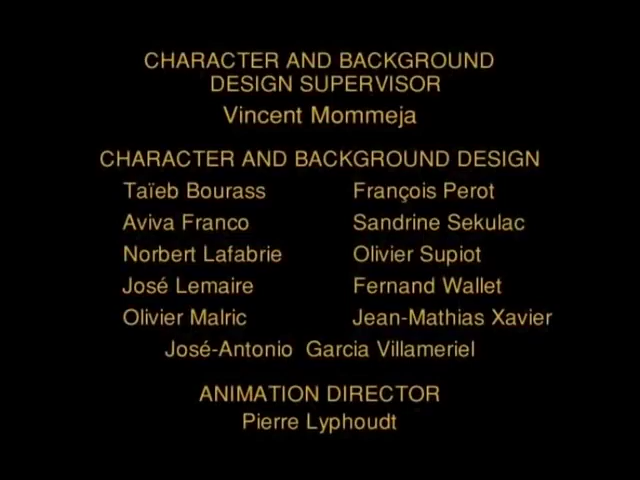 CHARACTER AND BACKGROUND
DESIGN SUPERVISOR
Vincent Mommeja
CHARACTER AND BACKGROUND DESIGN
Taïeb Bourass François Perot
Aviva Franco Sandrine Sekulac
Norbert Lafabrie Olivier Supiot
José Lemaire Fernand Wallet
Olivier Malric Jean-Mathias Xavier
José-Antonio Garcia Villameriel
ANIMATION DIRECTOR
Pierre Lyphoudt